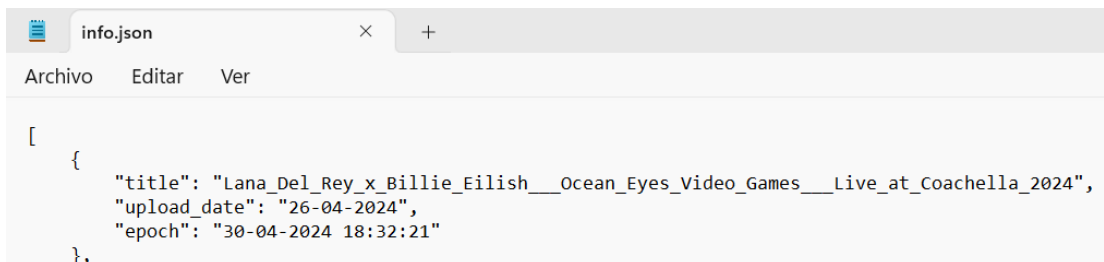 info.json × +
Archivo Editar Ver
[
    {
        "title": "Lana_Del_Rey_x_Billie_Eilish___Ocean_Eyes_Video_Games___Live_at_Coachella_2024",
        "upload_date": "26-04-2024",
        "epoch": "30-04-2024 18:32:21"
    },